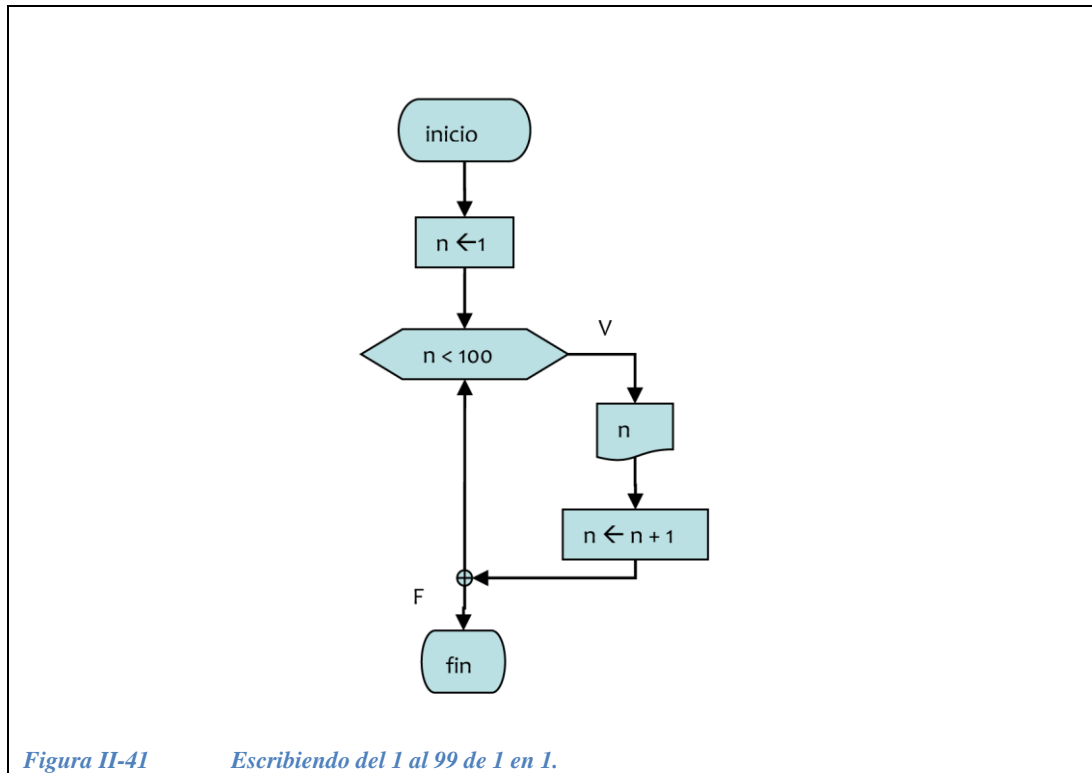 inicio
n ←1
n < 100
V
n
n ← n + 1
F
fin
Figura II-41 Escribiendo del 1 al 99 de 1 en 1.